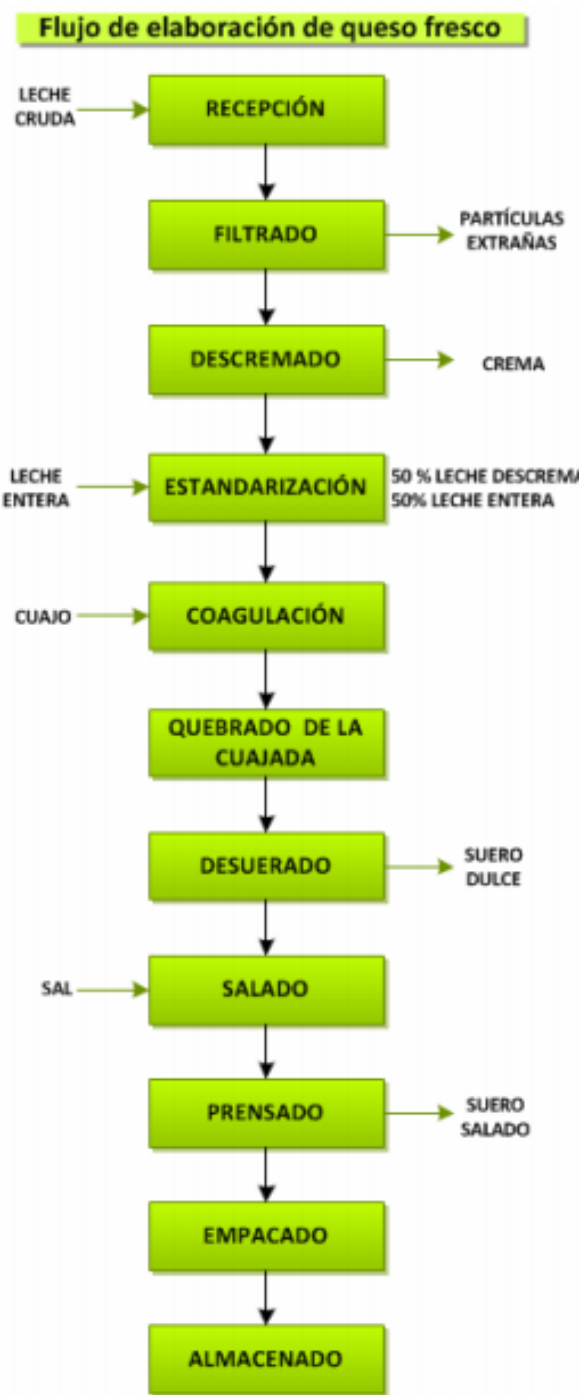 Flujo de elaboración de queso fresco
LECHE
CRUDA
RECEPCIÓN
FILTRADO
PARTÍCULAS
EXTRAÑAS
DESCREMADO
CREMA
LECHE
ENTERA
ESTANDARIZACIÓN
50 % LECHE DESCREMA
50% LECHE ENTERA
CUAJO
COAGULACIÓN
QUEBRADO DE LA
CUAJADA
DESUERADO
SUERO
DULCE
SAL
SALADO
PRENSADO
SUERO
SALADO
EMPACADO
ALMACENADO